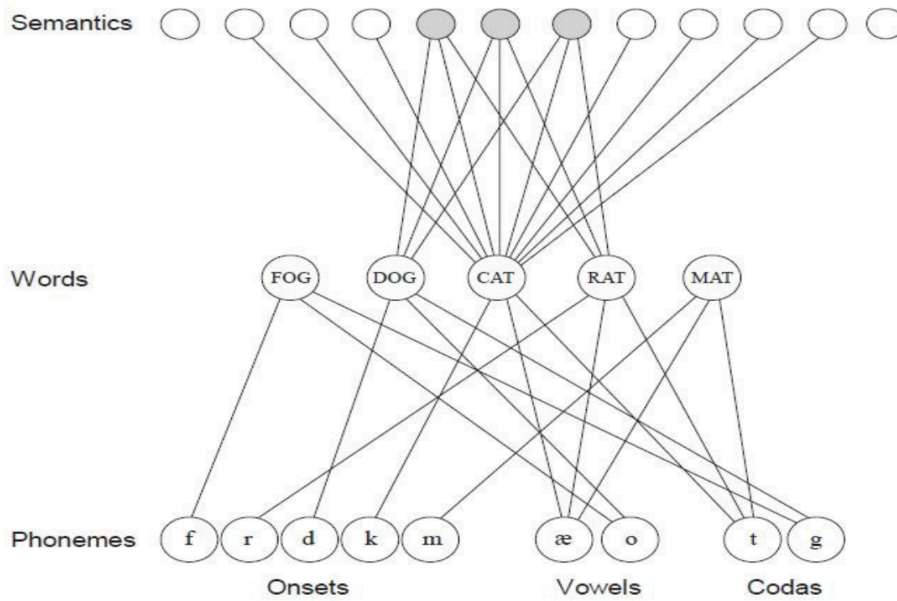 Semantics
Words FOG DOG CAT RAT MAT
Phonemes f r d k m æ o t g
Onsets Vowels Codas